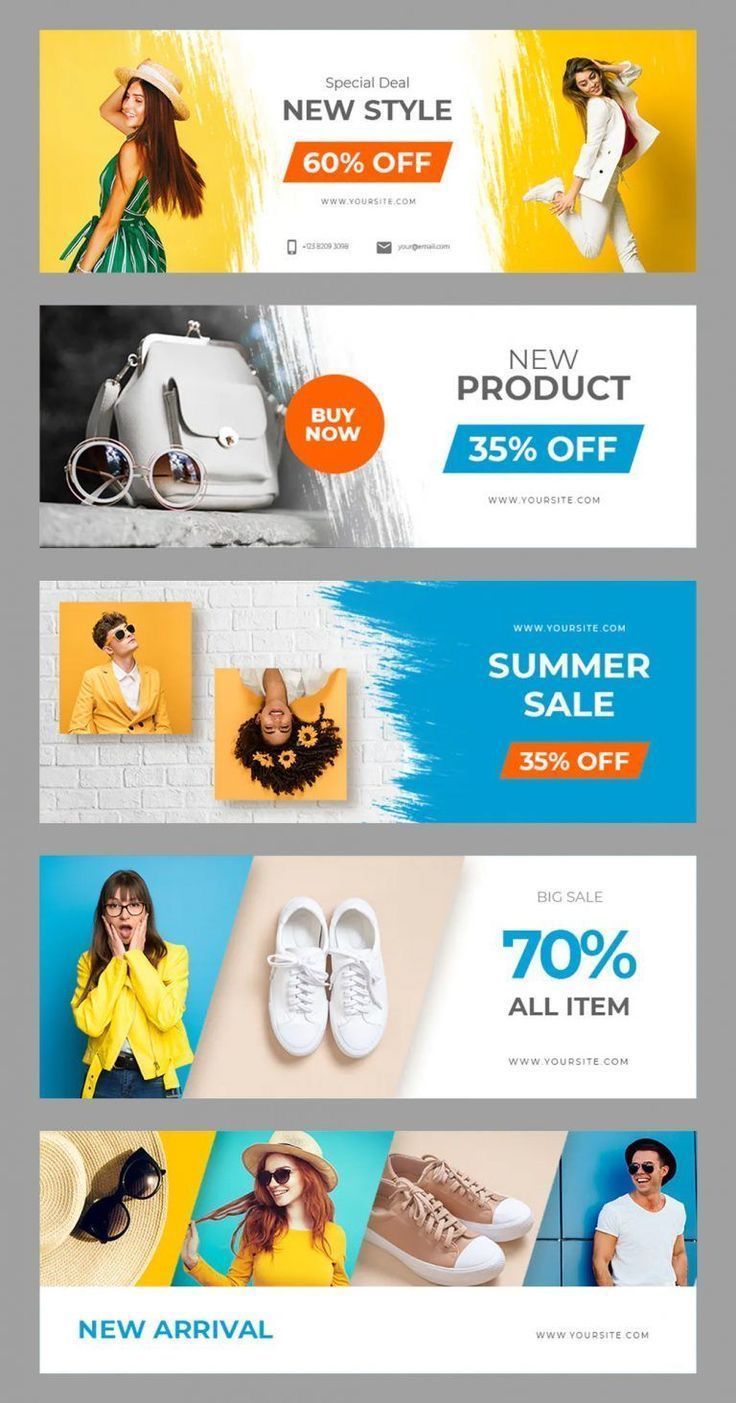 Special Deal
NEW STYLE
60% OFF
WWW.YOURSITE.COM
+123 8209 3098
your@email.com
BUY
NOW
NEW
PRODUCT
35% OFF
WWW.YOURSITE.COM
WWW.YOURSITE.COM
SUMMER
SALE
35% OFF
BIG SALE
70%
ALL ITEM
WWW.YOURSITE.COM
NEW ARRIVAL
WWW.YOURSITE.COM